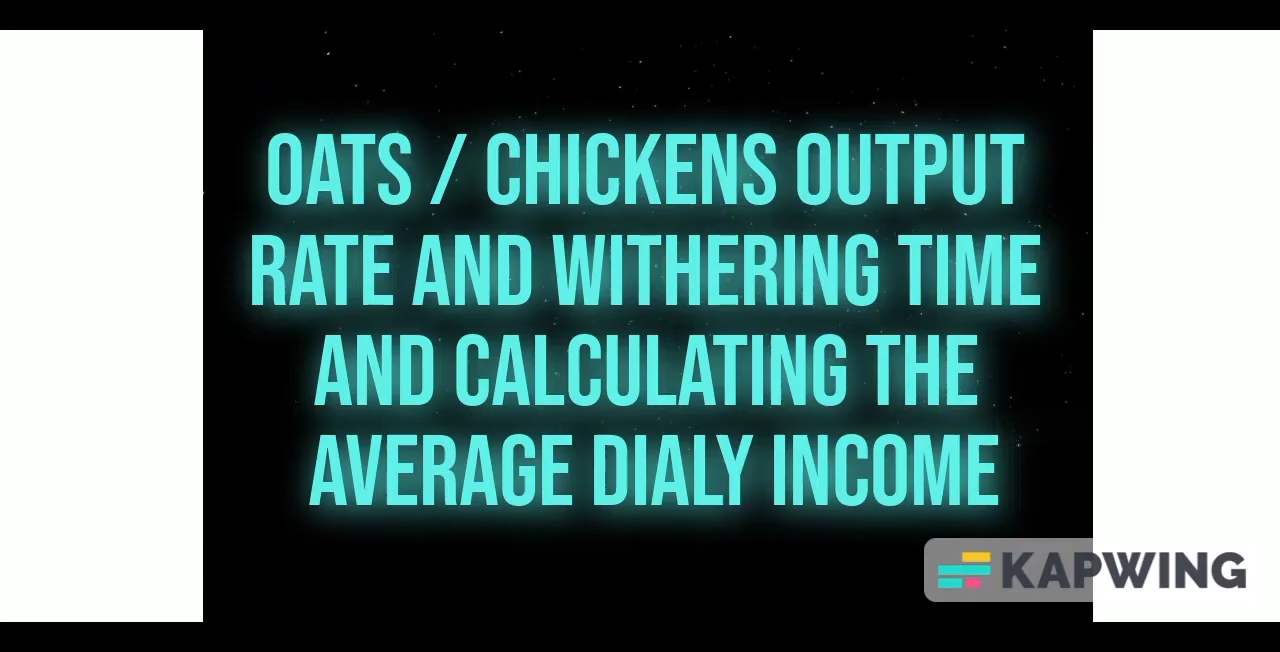 OATS / CHICKENS OUTPUT
RATE AND WITHERING TIME
AND CALCULATING THE
AVERAGE DIALY INCOME
KAPWING